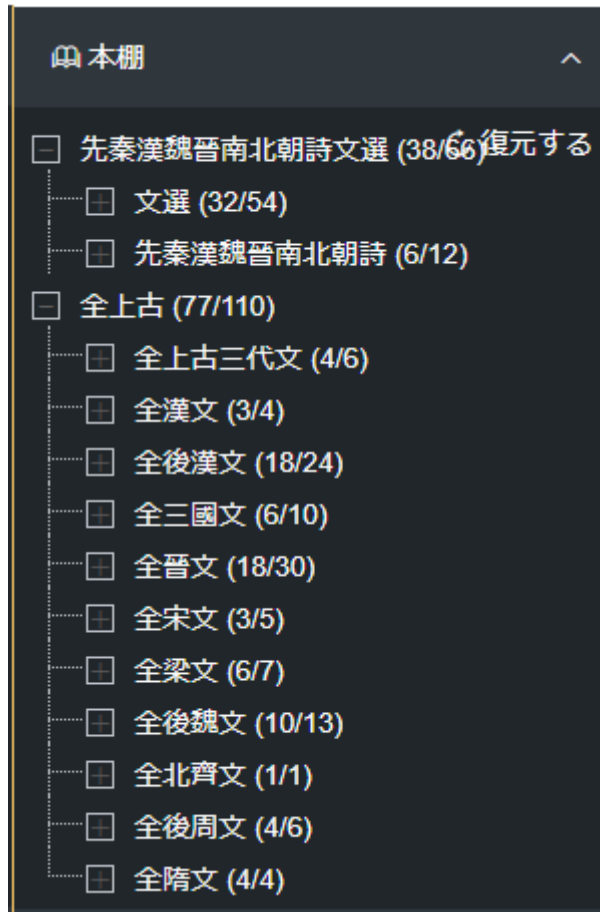 本棚
先秦漢魏晉南北朝詩文選 (38/66)
復元する
文選 (32/54)
先秦漢魏晉南北朝詩 (6/12)
全上古 (77/110)
全上古三代文 (4/6)
全漢文 (3/4)
全後漢文 (18/24)
全三國文 (6/10)
全晉文 (18/30)
全宋文 (3/5)
全梁文 (6/7)
全後魏文 (10/13)
全北齊文 (1/1)
全後周文 (4/6)
全隋文 (4/4)